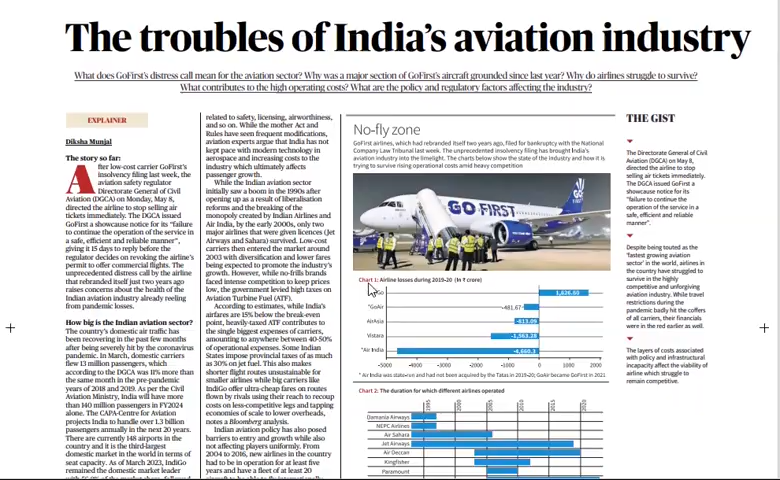 The troubles of India's aviation industry
What does GoFirst's distress call mean for the aviation sector? Why was a major section of GoFirst's aircraft grounded since last year? Why do airlines struggle to survive?
What contributes to the high operating costs? What are the policy and regulatory factors affecting the industry?
EXPLAINER
Diksha Munjal
The story so far:
After low-carrier GoFirst's
insolvency filing last week, the
aviation safety regulator
Directorate General of Civil
Aviation (DGCA) on Monday, May 8,
directed the airline to stop selling air
tickets immediately. The DGCA issued
GoFirst a showcause notice for its "failure
to continue the operation of the service in
a safe, efficient and reliable manner",
giving it 15 days to reply before the
regulator decides on revoking the airline's
permit to offer commercial flights. The
unprecedented distress call by the airline
that rebranded itself just two years ago
raises concerns about the health of the
Indian aviation industry already reeling
from pandemic losses.
How big is the Indian aviation sector?
The country's domestic air traffic has
been recovering in the past few months
after being severely hit by the coronavirus
pandemic. In March, domestic carriers
flew 13 million passengers, which
according to the DGCA was 11% more than
the same month in the pre-pandemic
years of 2018 and 2019. As per the Civil
Aviation Ministry, India will have more
than 140 million passengers in FY2024
alone. The CAPA-Centre for Aviation
projects India to handle over 1.3 billion
passengers annually in the next 20 years.
There are currently 148 airports in the
country and it is the third-largest
domestic market in the world in terms of
seat capacity. As of March 2023, IndiGo
remained the domestic market leader
related to safety, licensing, airworthiness,
and so on. While the mother Act and
Rules have seen frequent modifications,
aviation experts argue that India has not
kept pace with modern technology in
aerospace and increasing costs to the
industry which ultimately affects
passenger growth.
While the Indian aviation sector
initially saw a boom in the 1990s after
opening up as a result of liberalisation
reforms and the breaking of the
monopoly created by Indian Airlines and
Air India, by the early 2000s, only two
major airlines that were given licences (Jet
Airways and Sahara) survived. Low-cost
carriers then entered the market around
2003 with diversification and lower fares
being expected to promote the industry's
growth. However, while no-frills brands
faced intense competition to keep prices
low, the government levied high taxes on
Aviation Turbine Fuel (ATF).
According to estimates, while India's
airfares are 15% below the break-even
point, heavily-taxed ATF contributes to
the single biggest expenses of carriers,
amounting to anywhere between 40-50%
of operational expenses. Some Indian
States impose provincial taxes of as much
as 30% on jet fuel. This also makes
shorter flight routes unsustainable for
smaller airlines while big carriers like
IndiGo offer ultra-cheap fares on routes
flown by rivals using their reach to recoup
costs on less-competitive legs and tapping
economies of scale to lower overheads,
notes a Bloomberg analysis.
Indian aviation policy has also posed
barriers to entry and growth while also
not affecting players uniformly. From
2004 to 2016, new airlines in the country
had to be in operation for at least five
years and have a fleet of at least 20
No-fly zone
GoFirst airlines, which had rebranded itself two years ago, filed for bankruptcy with the National
Company Law Tribunal last week. The unprecedented insolvency filing has brought India's
aviation industry into the limelight. The charts below show the state of the industry and how it is
trying to survive rising operational costs amid heavy competition
GO FIRST
Chart 1: Airline losses during 2019-20 (In ₹ crore)
1,826.50
*GoAir
-481.67
AirAsia
-813.09
Vistara
-1,563.28
*Air India
-4,660.3
-5000 -4000 -3000 -2000 -1000 0 1000 2000
* Air India was state-run and had not been acquired by the Tatas in 2019-20; GoAir became GoFirst in 2021
Chart 2: The duration for which different airlines operated
1995 2000 2005 2010 2015 2020
Damania Airways
NEPC Airlines
Air Sahara
Jet Airways
Air Deccan
Kingfisher
Paramount
THE GIST
The Directorate General of Civil
Aviation (DGCA) on May 8,
directed the airline to stop
selling air tickets immediately.
The DGCA issued GoFirst a
showcause notice for its
"failure to continue the
operation of the service in a
safe, efficient and reliable
manner".
Despite being touted as the
'fastest growing aviation
sector' in the world, airlines in
the country have struggled to
survive in the highly
competitive and unforgiving
aviation industry. While travel
restrictions during the
pandemic badly hit the coffers
of all carriers, their financials
were in the red earlier as well.
The layers of costs associated
with policy and infrastructural
incapacity affect the viability of
airline which struggle to
remain competitive.